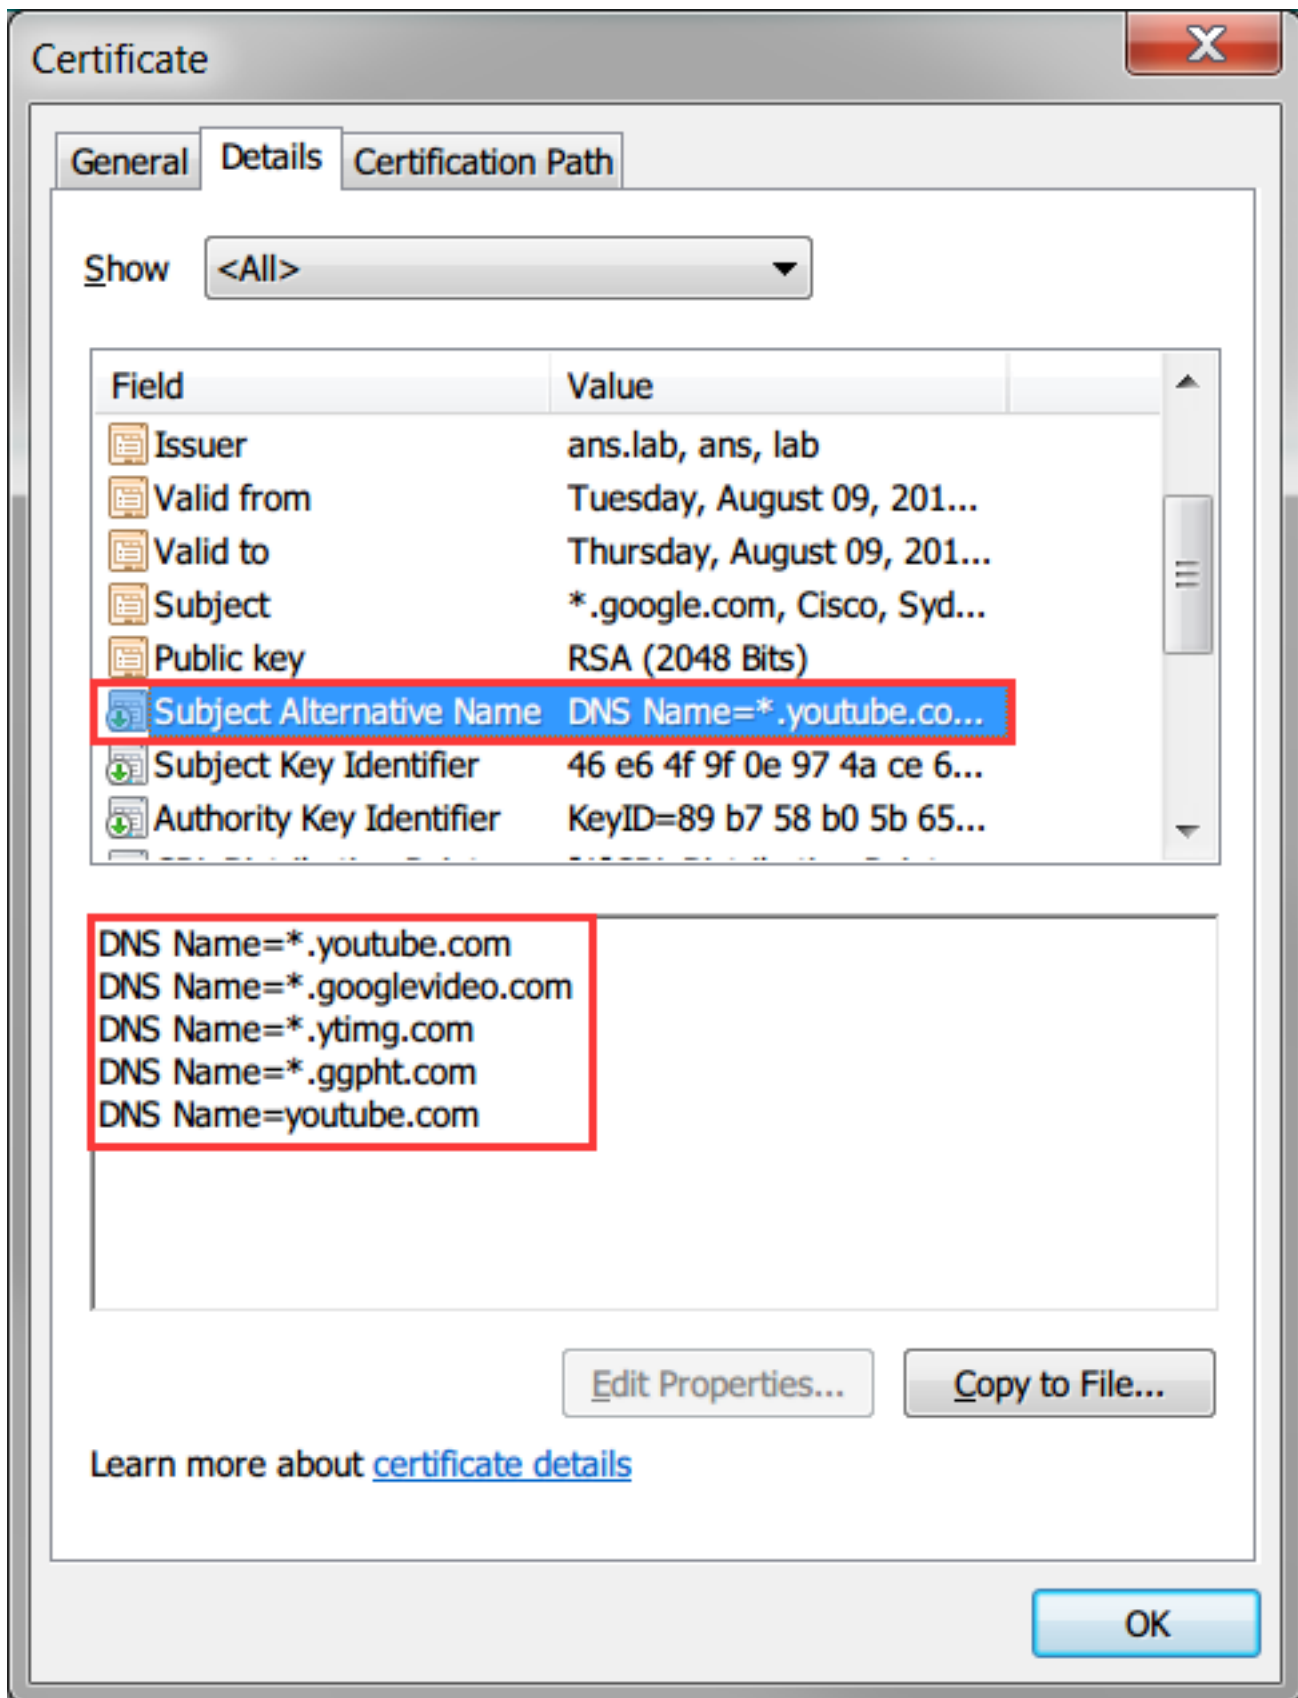 Certificate
General Details Certification Path
Show <All>
Field Value
Issuer ans.lab, ans, lab
Valid from Tuesday, August 09, 201...
Valid to Thursday, August 09, 201...
Subject *.google.com, Cisco, Syd...
Public key RSA (2048 Bits)
Subject Alternative Name DNS Name=*.youtube.co...
Subject Key Identifier 46 e6 4f 9f 0e 97 4a ce 6...
Authority Key Identifier KeyID=89 b7 58 b0 5b 65...
DNS Name=*.youtube.com
DNS Name=*.googlevideo.com
DNS Name=*.ytimg.com
DNS Name=*.ggpht.com
DNS Name=youtube.com
Edit Properties... Copy to File...
Learn more about certificate details
OK